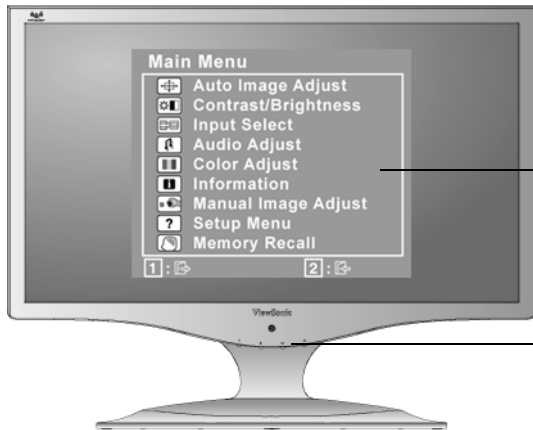 Main Menu
Auto Image Adjust
Contrast/Brightness
Input Select
Audio Adjust
Color Adjust
i Information
Manual Image Adjust
? Setup Menu
Memory Recall
1 : 2 :
ViewSonic